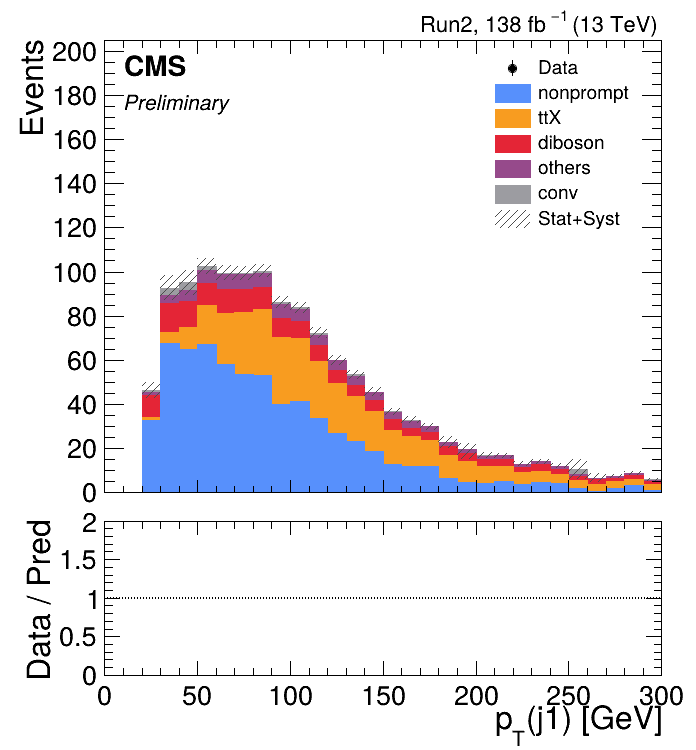 Run2, 138 fb⁻¹ (13 TeV)
CMS
Preliminary
Events
200
180
160
140
120
100
80
60
40
20
0
Data
nonprompt
ttX
diboson
others
conv
Stat+Syst
Data / Pred
2
1.5
1
0.5
0
0 50 100 150 200 250 300
p_T(j1) [GeV]